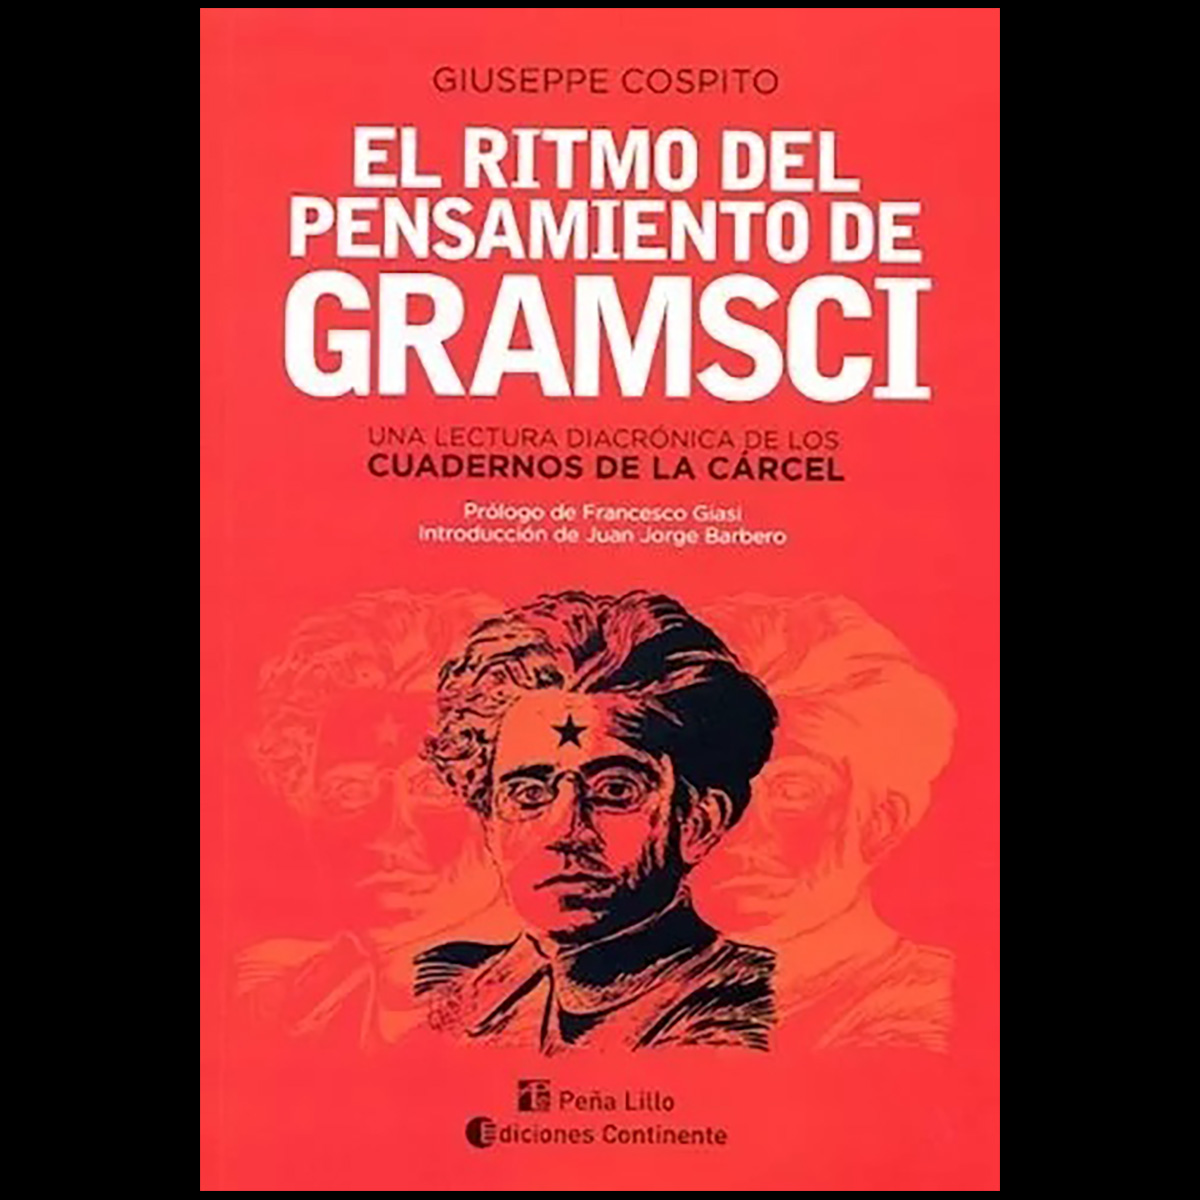 GIUSEPPE COSPITO
EL RITMO DEL
PENSAMIENTO DE
GRAMSCI
UNA LECTURA DIACRÓNICA DE LOS
CUADERNOS DE LA CÁRCEL
Prólogo de Francesco Giasi
Introducción de Juan Jorge Barbero
Peña Lillo
Ediciones Continente